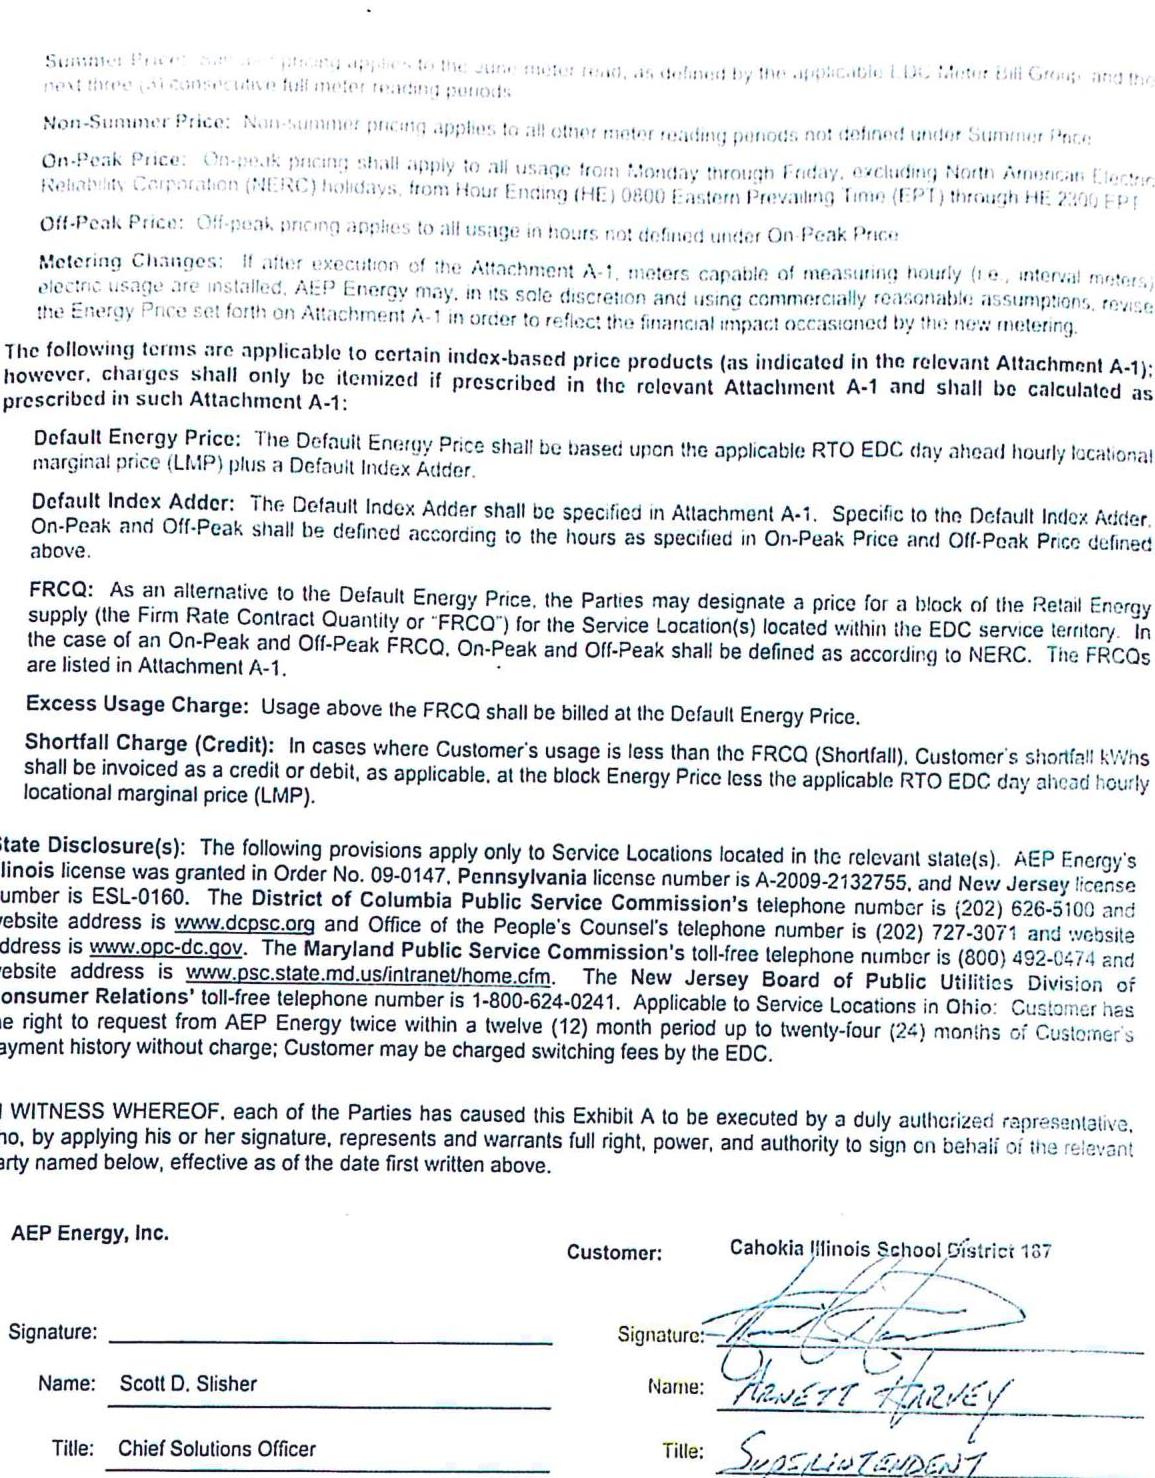 Summer Price: Summer pricing applies to the June meter read, as defined by the applicable EDC Meter Bill Group, and the
next three (3) consecutive full meter reading periods
Non-Summer Price: Non-summer pricing applies to all other meter reading periods not defined under Summer Price
On-Peak Price: On-peak pricing shall apply to all usage from Monday through Friday, excluding North American Electric
Reliability Corporation (NERC) holidays, from Hour Ending (HE) 0800 Eastern Prevailing Time (EPT) through HE 2300 EPT
Off-Peak Price: Off-peak pricing applies to all usage in hours not defined under On-Peak Price
Metering Changes: If after execution of the Attachment A-1, meters capable of measuring hourly (i.e., interval meters)
electric usage are installed, AEP Energy may, in its sole discretion and using commercially reasonable assumptions, revise
the Energy Price set forth on Attachment A-1 in order to reflect the financial impact occasioned by the new metering.
The following terms are applicable to certain index-based price products (as indicated in the relevant Attachment A-1);
however, charges shall only be itemized if prescribed in the relevant Attachment A-1 and shall be calculated as
prescribed in such Attachment A-1:
Default Energy Price: The Default Energy Price shall be based upon the applicable RTO EDC day ahead hourly locational
marginal price (LMP) plus a Default Index Adder.
Default Index Adder: The Default Index Adder shall be specified in Attachment A-1. Specific to the Default Index Adder,
On-Peak and Off-Peak shall be defined according to the hours as specified in On-Peak Price and Off-Peak Price defined
above.
FRCQ: As an alternative to the Default Energy Price, the Parties may designate a price for a block of the Retail Energy
supply (the Firm Rate Contract Quantity or "FRCQ") for the Service Location(s) located within the EDC service territory. In
the case of an On-Peak and Off-Peak FRCQ, On-Peak and Off-Peak shall be defined as according to NERC. The FRCQs
are listed in Attachment A-1.
Excess Usage Charge: Usage above the FRCQ shall be billed at the Default Energy Price.
Shortfall Charge (Credit): In cases where Customer's usage is less than the FRCQ (Shortfall), Customer's shortfall kWhs
shall be invoiced as a credit or debit, as applicable, at the block Energy Price less the applicable RTO EDC day ahead hourly
locational marginal price (LMP).
tate Disclosure(s): The following provisions apply only to Service Locations located in the relevant state(s). AEP Energy's
linois license was granted in Order No. 09-0147, Pennsylvania license number is A-2009-2132755, and New Jersey license
umber is ESL-0160. The District of Columbia Public Service Commission's telephone number is (202) 626-5100 and
ebsite address is www.dcpsc.org and Office of the People's Counsel's telephone number is (202) 727-3071 and website
ddress is www.opc-dc.gov. The Maryland Public Service Commission's toll-free telephone number is (800) 492-0474 and
ebsite address is www.psc.state.md.us/intranet/home.cfm. The New Jersey Board of Public Utilities Division of
onsumer Relations' toll-free telephone number is 1-800-624-0241. Applicable to Service Locations in Ohio: Customer has
e right to request from AEP Energy twice within a twelve (12) month period up to twenty-four (24) months of Customer's
ayment history without charge; Customer may be charged switching fees by the EDC.
WITNESS WHEREOF, each of the Parties has caused this Exhibit A to be executed by a duly authorized representative,
ho, by applying his or her signature, represents and warrants full right, power, and authority to sign on behalf of the relevant
arty named below, effective as of the date first written above.
AEP Energy, Inc.
Customer: Cahokia Illinois School District 187
Signature: Signature:
Name: Scott D. Slisher Name: ARNETT HARVEY
Title: Chief Solutions Officer Title: SUPERINTENDENT